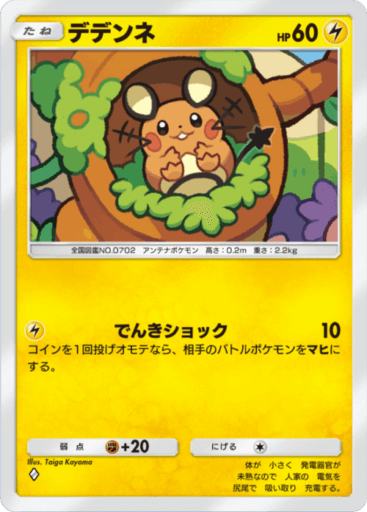 たね デデンネ HP60
全国図鑑NO.0702 アンテナポケモン 高さ:0.2m 重さ:2.2kg
でんきショック 10
コインを1回投げオモテなら、相手のバトルポケモンをマヒに
する。
弱点 +20 にげる
Illus. Taiga Kayama
体が 小さく 発電器官が
未熟なので 人家の 電気を
尻尾で 吸い取り 充電する。